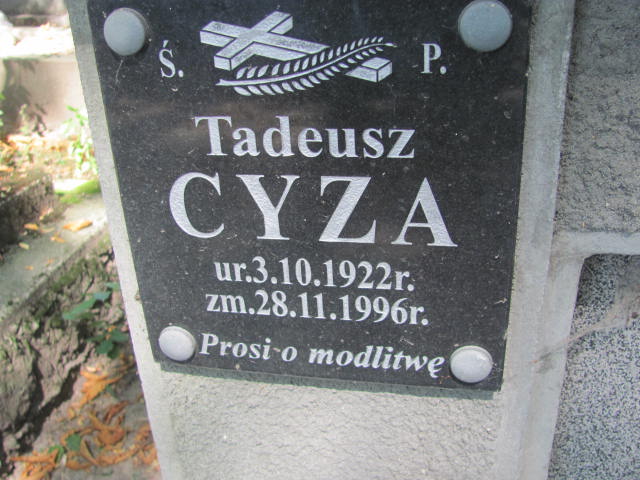 Ś. P.
Tadeusz
CYZA
ur.3.10.1922r.
zm.28.11.1996r.
Prosi o modlitwę